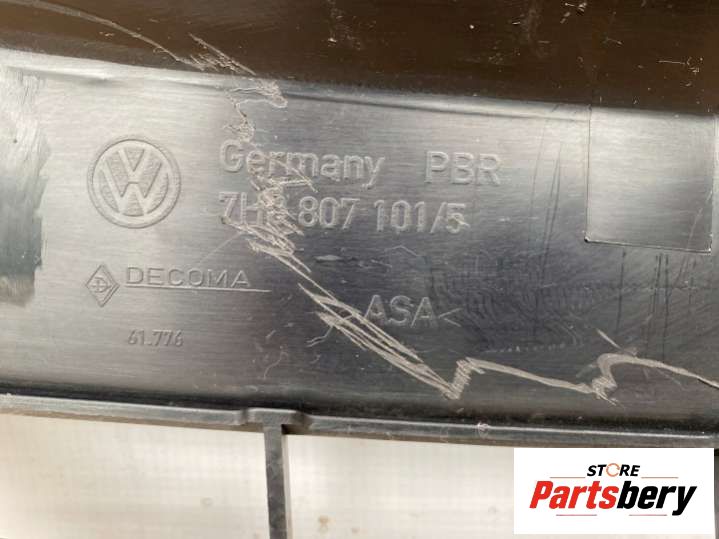 Germany PBR
807 101/5
DECOMA
ASA<
61.776
STORE
Partsbery